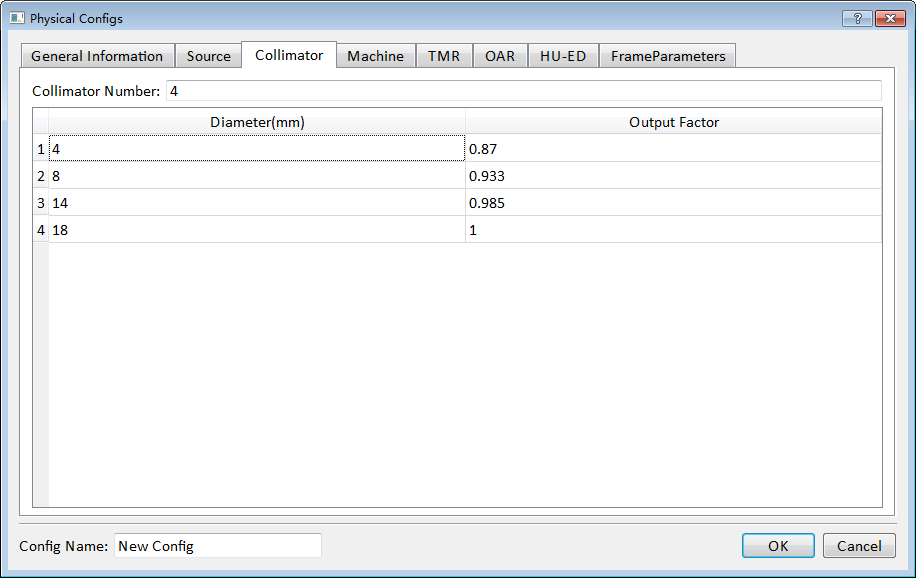 Physical Configs
?
General Information Source Collimator Machine TMR OAR HU-ED FrameParameters
Collimator Number: 4
Diameter(mm) Output Factor
1 4 0.87
2 8 0.933
3 14 0.985
4 18 1
Config Name: New Config OK Cancel